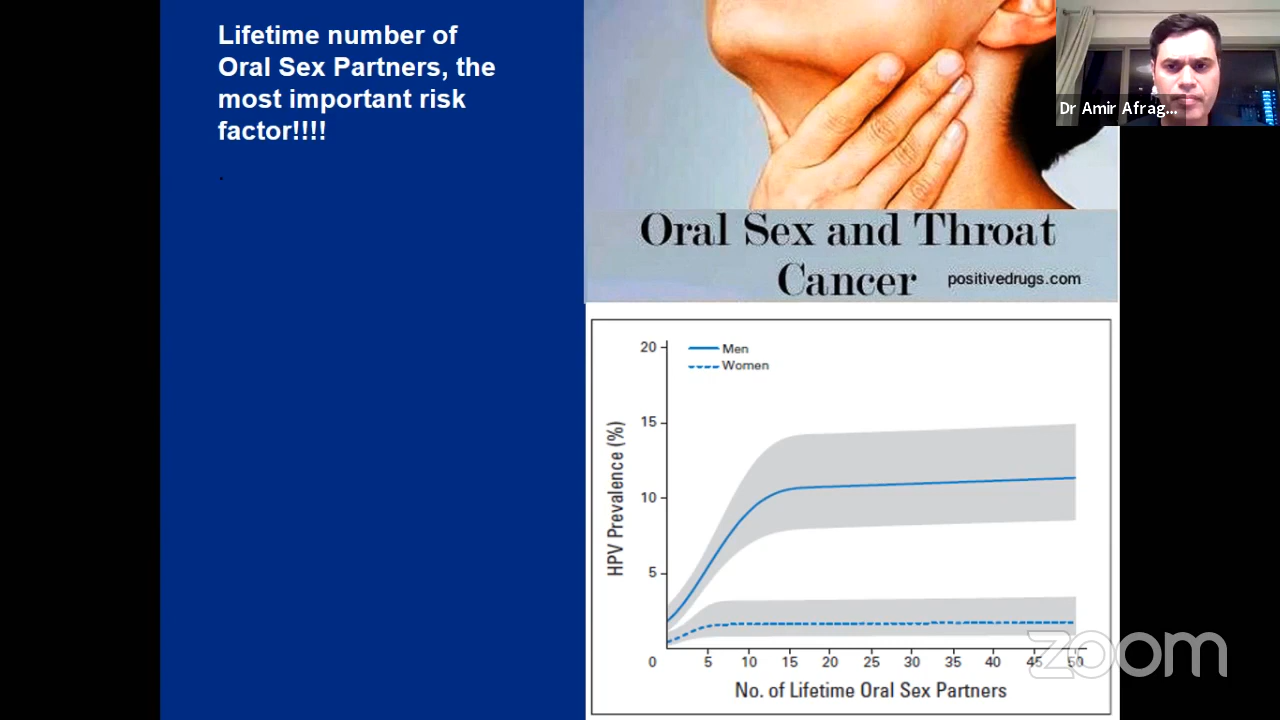 Lifetime number of
Oral Sex Partners, the
most important risk
factor!!!!
.
Dr Amir Afrag...
Oral Sex and Throat
Cancer positivedrugs.com
20
15
10
5
Men
Women
HPV Prevalence (%)
0 5 10 15 20 25 30 35 40 45 50
No. of Lifetime Oral Sex Partners
zoom